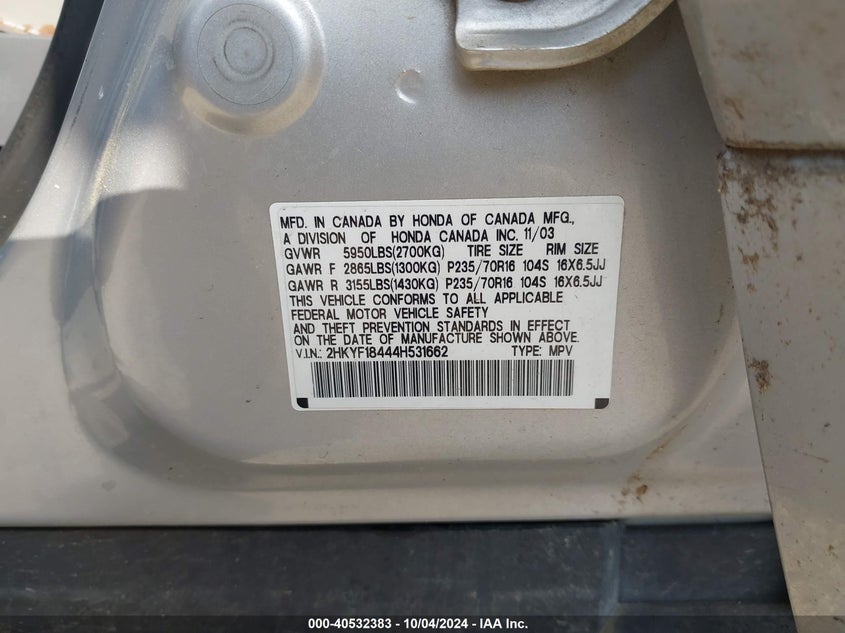 MFD. IN CANADA BY HONDA OF CANADA MFG.,
A DIVISION OF HONDA CANADA INC. 11/03
GVWR 5950LBS(2700KG) TIRE SIZE RIM SIZE
GAWR F 2865LBS(1300KG) P235/70R16 104S 16X6.5JJ
GAWR R 3155LBS(1430KG) P235/70R16 104S 16X6.5JJ
THIS VEHICLE CONFORMS TO ALL APPLICABLE
FEDERAL MOTOR VEHICLE SAFETY
AND THEFT PREVENTION STANDARDS IN EFFECT
ON THE DATE OF MANUFACTURE SHOWN ABOVE.
V.I.N.: 2HKYF18444H531662 TYPE: MPV
000-40532383 - 10/04/2024 - IAA Inc.